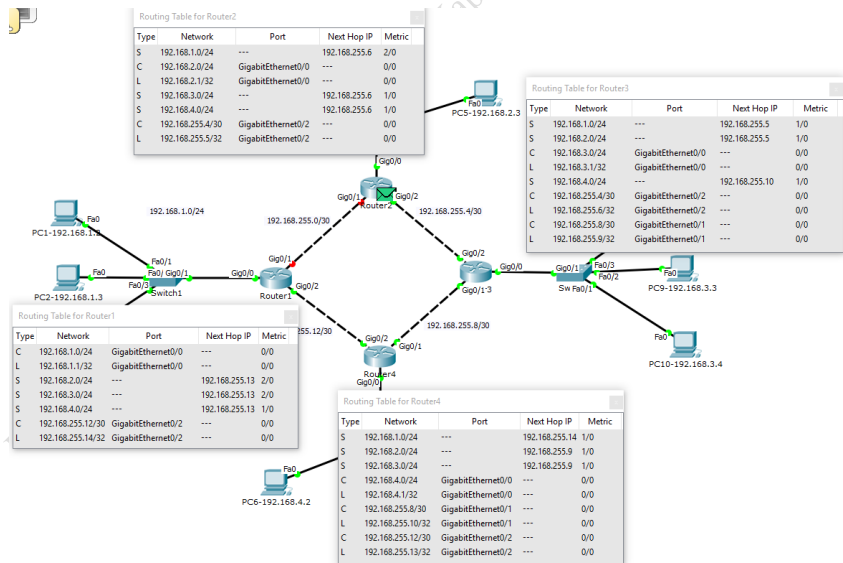 Routing Table for Router2
Type Network Port Next Hop IP Metric
S 192.168.1.0/24 --- 192.168.255.6 2/0
C 192.168.2.0/24 GigabitEthernet0/0 --- 0/0
L 192.168.2.1/32 GigabitEthernet0/0 --- 0/0
S 192.168.3.0/24 --- 192.168.255.6 1/0
S 192.168.4.0/24 --- 192.168.255.6 1/0
C 192.168.255.4/30 GigabitEthernet0/2 --- 0/0
L 192.168.255.5/32 GigabitEthernet0/2 --- 0/0
Fa0
PC5-192.168.2.3
Routing Table for Router3
Type Network Port Next Hop IP Metric
S 192.168.1.0/24 --- 192.168.255.5 1/0
S 192.168.2.0/24 --- 192.168.255.5 1/0
C 192.168.3.0/24 GigabitEthernet0/0 --- 0/0
L 192.168.3.1/32 GigabitEthernet0/0 --- 0/0
S 192.168.4.0/24 --- 192.168.255.10 1/0
C 192.168.255.4/30 GigabitEthernet0/2 --- 0/0
L 192.168.255.6/32 GigabitEthernet0/2 --- 0/0
C 192.168.255.8/30 GigabitEthernet0/1 --- 0/0
L 192.168.255.9/32 GigabitEthernet0/1 --- 0/0
Gig0/0
Gig0/1 Gig0/2
Router2
192.168.1.0/24
192.168.255.0/30
192.168.255.4/30
Fa0
PC1-192.168.1.2
Fa0/1
Fa0 Fa0/ Gig0/1
Fa0/3
Switch1
PC2-192.168.1.3
Gig0/1
Gig0/0
Gig0/2
Router1
Gig0/2
Gig0/0
Gig0/1 3
Gig0/1 Fa0/3
Fa0/2
Sw Fa0/1
Fa0
PC9-192.168.3.3
Fa0
PC10-192.168.3.4
192.168.255.8/30
55.12/30
Gig0/2 Gig0/1
Router4
Gig0/0
Routing Table for Router1
Type Network Port Next Hop IP Metric
C 192.168.1.0/24 GigabitEthernet0/0 --- 0/0
L 192.168.1.1/32 GigabitEthernet0/0 --- 0/0
S 192.168.2.0/24 --- 192.168.255.13 2/0
S 192.168.3.0/24 --- 192.168.255.13 2/0
S 192.168.4.0/24 --- 192.168.255.13 1/0
C 192.168.255.12/30 GigabitEthernet0/2 --- 0/0
L 192.168.255.14/32 GigabitEthernet0/2 --- 0/0
Routing Table for Router4
Type Network Port Next Hop IP Metric
S 192.168.1.0/24 --- 192.168.255.14 1/0
S 192.168.2.0/24 --- 192.168.255.9 1/0
S 192.168.3.0/24 --- 192.168.255.9 1/0
C 192.168.4.0/24 GigabitEthernet0/0 --- 0/0
L 192.168.4.1/32 GigabitEthernet0/0 --- 0/0
C 192.168.255.8/30 GigabitEthernet0/1 --- 0/0
L 192.168.255.10/32 GigabitEthernet0/1 --- 0/0
C 192.168.255.12/30 GigabitEthernet0/2 --- 0/0
L 192.168.255.13/32 GigabitEthernet0/2 --- 0/0
Fa0
PC6-192.168.4.2